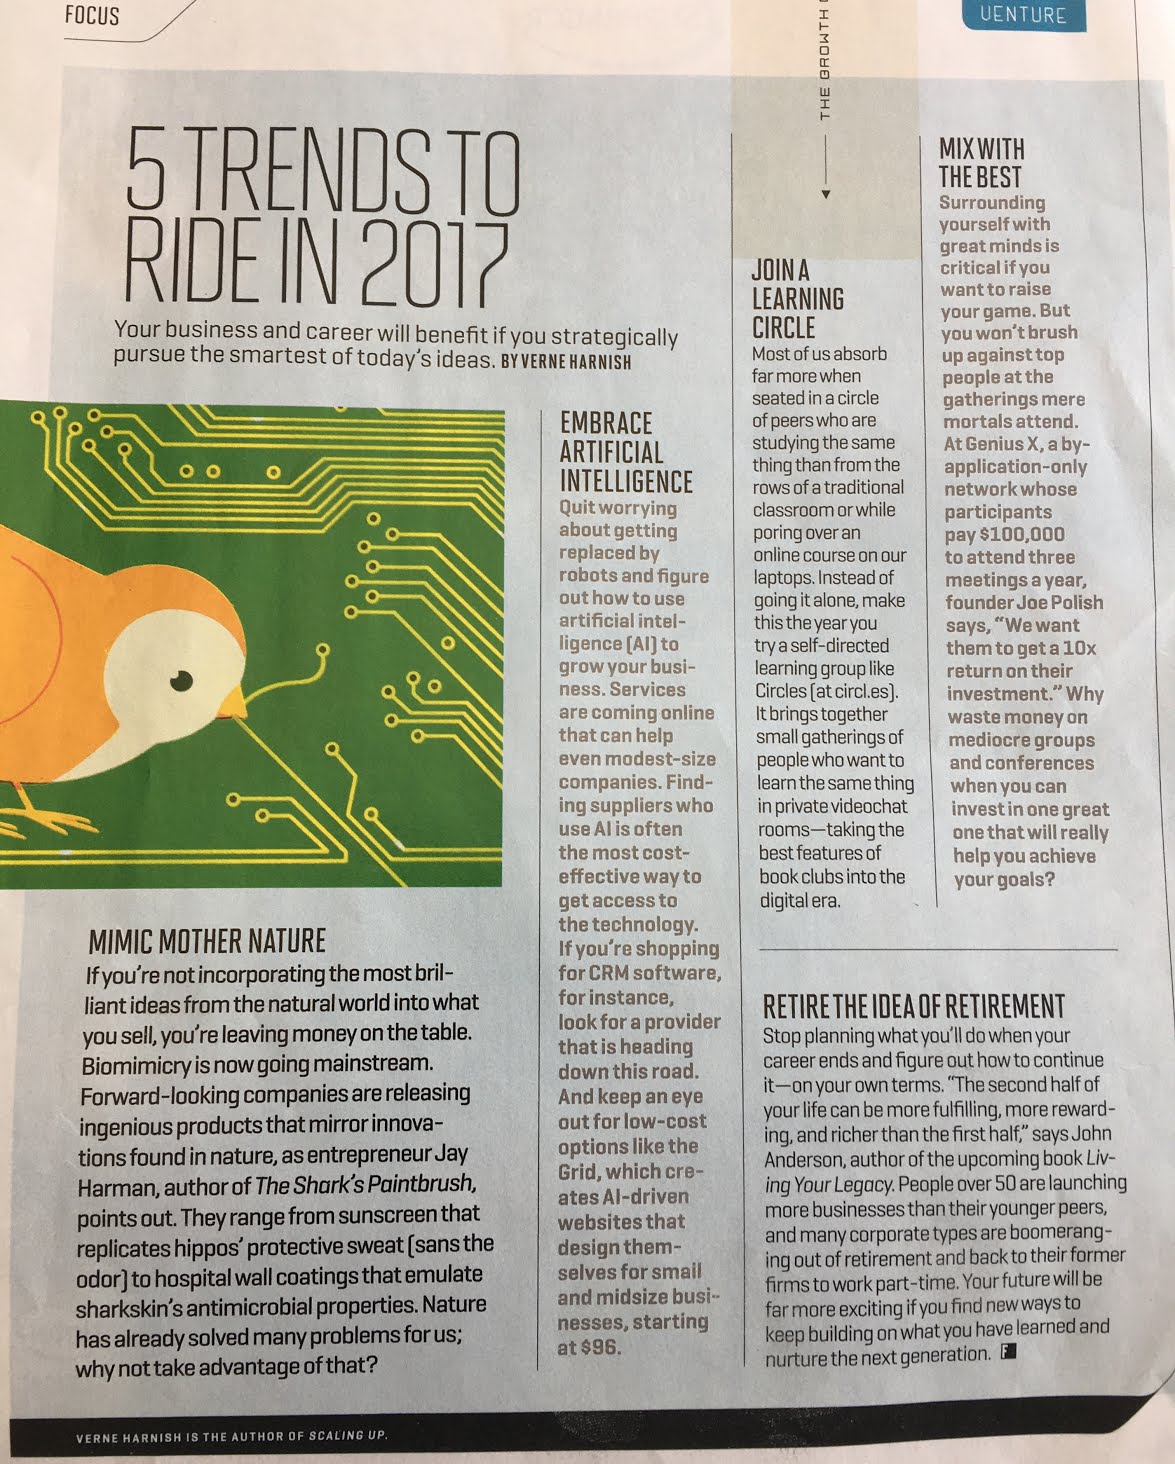 FOCUS
VENTURE
THE GROWTH
5 TRENDS TO
RIDE IN 2017
Your business and career will benefit if you strategically
pursue the smartest of today's ideas. BY VERNE HARNISH
MIMIC MOTHER NATURE
If you're not incorporating the most bril-
liant ideas from the natural world into what
you sell, you're leaving money on the table.
Biomimicry is now going mainstream.
Forward-looking companies are releasing
ingenious products that mirror innova-
tions found in nature, as entrepreneur Jay
Harman, author of The Shark's Paintbrush,
points out. They range from sunscreen that
replicates hippos' protective sweat (sans the
odor) to hospital wall coatings that emulate
sharkskin's antimicrobial properties. Nature
has already solved many problems for us;
why not take advantage of that?
EMBRACE
ARTIFICIAL
INTELLIGENCE
Quit worrying
about getting
replaced by
robots and figure
out how to use
artificial intel-
ligence (AI) to
grow your busi-
ness. Services
are coming online
that can help
even modest-size
companies. Find-
ing suppliers who
use AI is often
the most cost-
effective way to
get access to
the technology.
If you're shopping
for CRM software,
for instance,
look for a provider
that is heading
down this road.
And keep an eye
out for low-cost
options like the
Grid, which cre-
ates AI-driven
websites that
design them-
selves for small
and midsize busi-
nesses, starting
at $96.
JOIN A
LEARNING
CIRCLE
Most of us absorb
far more when
seated in a circle
of peers who are
studying the same
thing than from the
rows of a traditional
classroom or while
poring over an
online course on our
laptops. Instead of
going it alone, make
this the year you
try a self-directed
learning group like
Circles (at circl.es).
It brings together
small gatherings of
people who want to
learn the same thing
in private videochat
rooms—taking the
best features of
book clubs into the
digital era.
MIX WITH
THE BEST
Surrounding
yourself with
great minds is
critical if you
want to raise
your game. But
you won't brush
up against top
people at the
gatherings mere
mortals attend.
At Genius X, a by-
application-only
network whose
participants
pay $100,000
to attend three
meetings a year,
founder Joe Polish
says, "We want
them to get a 10x
return on their
investment." Why
waste money on
mediocre groups
and conferences
when you can
invest in one great
one that will really
help you achieve
your goals?
RETIRE THE IDEA OF RETIREMENT
Stop planning what you'll do when your
career ends and figure out how to continue
it—on your own terms. "The second half of
your life can be more fulfilling, more reward-
ing, and richer than the first half," says John
Anderson, author of the upcoming book Liv-
ing Your Legacy. People over 50 are launching
more businesses than their younger peers,
and many corporate types are boomerang-
ing out of retirement and back to their former
firms to work part-time. Your future will be
far more exciting if you find new ways to
keep building on what you have learned and
nurture the next generation. F
VERNE HARNISH IS THE AUTHOR OF SCALING UP.